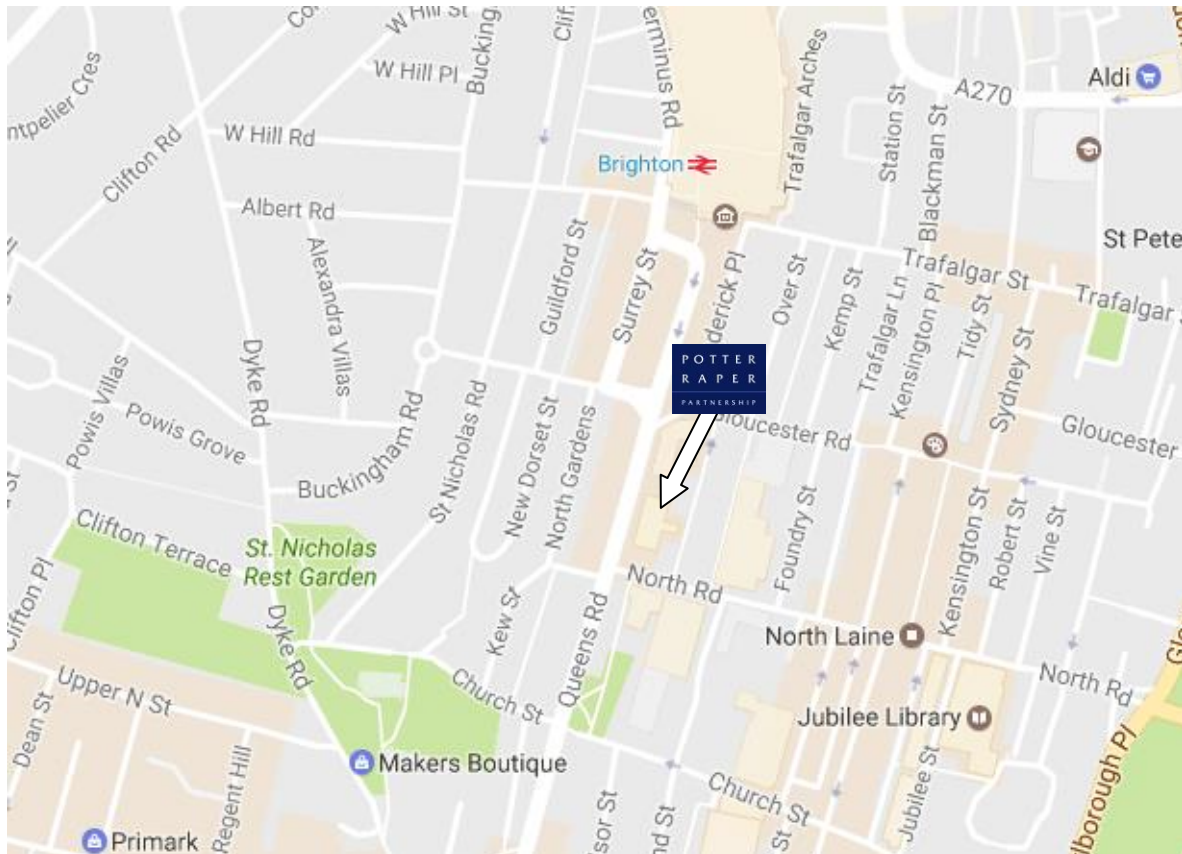 W Hill St
W Hill Pl
Clifton Rd
W Hill Rd
Albert Rd
Alexandra Villas
Brighton
Guildford St
Surrey St
Trafalgar Arches
Station St
Blackman St
A270
Aldi
St Pete
Trafalgar St
Trafalgar S
Over St
Kemp St
Trafalgar Ln
Kensington Pl
Tidy St
Sydney St
POTTER
RAPER
PARTNERSHIP
Dyke Rd
Powis Villas
Powis Grove
Buckingham Rd
St Nicholas Rd
New Dorset St
North Gardens
Gloucester Rd
Gloucester
Clifton Terrace
St. Nicholas
Rest Garden
Clifton Pl
Dyke Rd
Kew St
Queens Rd
North Rd
Foundry St
Kensington St
Robert St
Vine St
North Laine
Kensington St
North Rd
Jubilee Library
Church St
Upper N St
Dean St
Regent Hill
Makers Boutique
Primark
Church St
Jubilee St